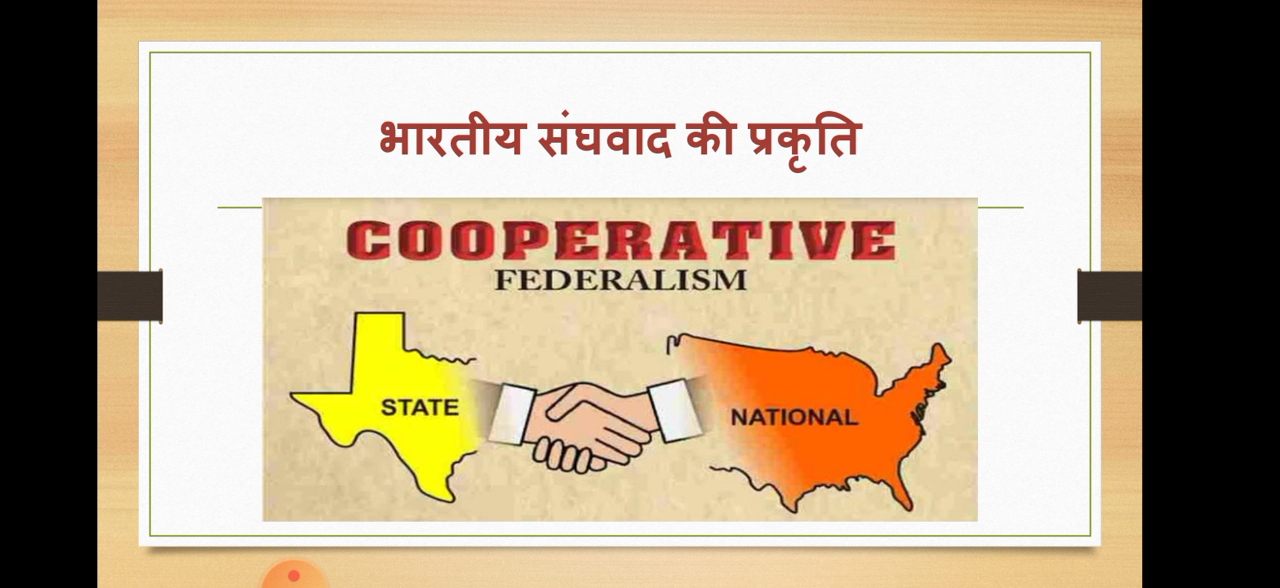 भारतीय संघवाद की प्रकृति
COOPERATIVE
FEDERALISM
STATE
NATIONAL